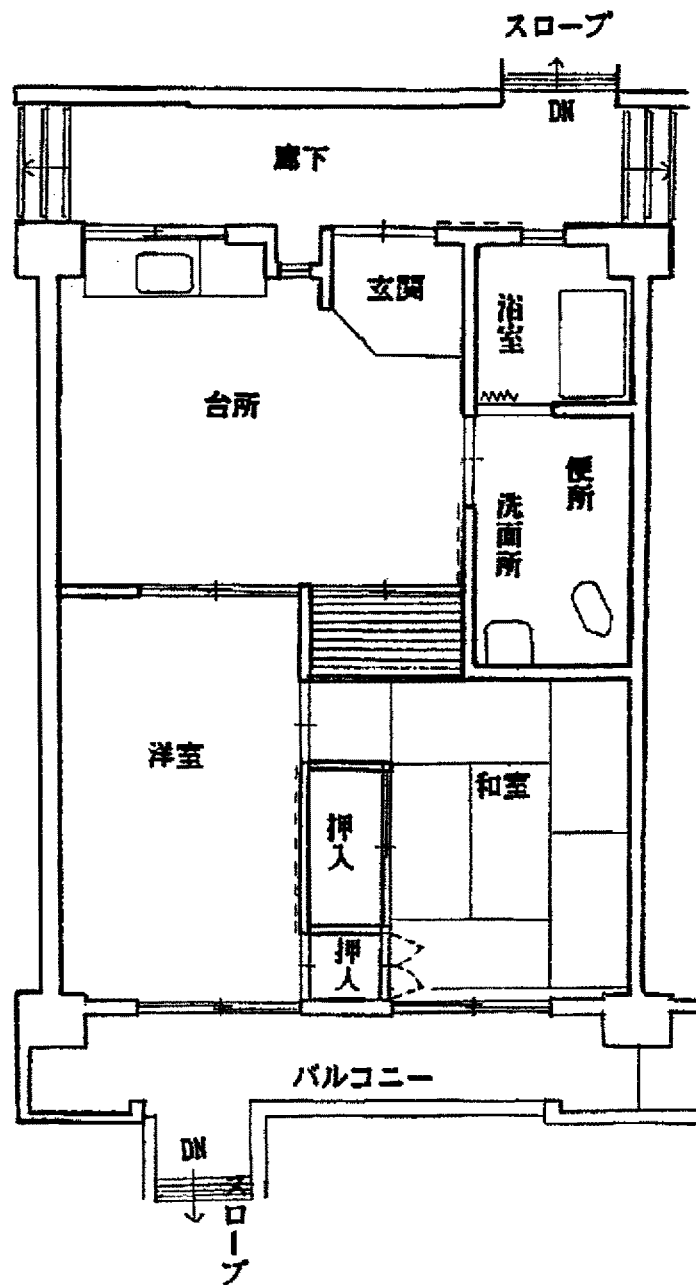 スロープ
DN
廊下
玄関
浴室
台所
便所
洗面所
洋室
和室
押入
押入
バルコニー
DN
スロープ